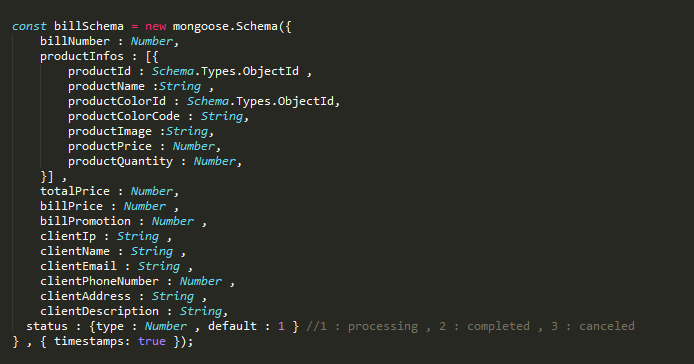 const billSchema = new mongoose.Schema({
    billNumber : Number,
    productInfos : [{
        productId : Schema.Types.ObjectId ,
        productName :String ,
        productColorId : Schema.Types.ObjectId,
        productColorCode : String,
        productImage :String,
        productPrice : Number,
        productQuantity : Number,
    }] ,
    totalPrice : Number,
    billPrice : Number ,
    billPromotion : Number ,
    clientIp : String ,
    clientName : String ,
    clientEmail : String ,
    clientPhoneNumber : Number ,
    clientAddress : String ,
    clientDescription : String,
  status : {type : Number , default : 1 } //1 : processing , 2 : completed , 3 : canceled
} , { timestamps: true });